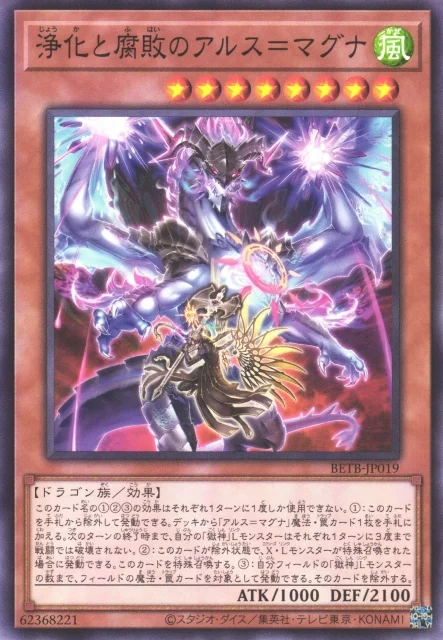 浄化と腐敗のアルス＝マグナ
風
BETB-JP019
【ドラゴン族／効果】
このカード名の①②③の効果はそれぞれ1ターンに1度しか使用できない。①：このカード
を手札から除外して発動できる。デッキから「アルス＝マグナ」魔法・罠カード1枚を手札に
加える。次のターンの終了時まで、自分の「獄神」Lモンスターはそれぞれ1ターンに3度まで
戦闘では破壊されない。②：このカードが除外状態で、X・Lモンスターが特殊召喚された
場合に発動できる。このカードを特殊召喚する。③：自分フィールドの「獄神」Lモンスター
の数まで、フィールドの魔法・罠カードを対象として発動できる。そのカードを除外する。
ATK/1000 DEF/2100
62368221
©スタジオ・ダイス／集英社・テレビ東京・KONAMI